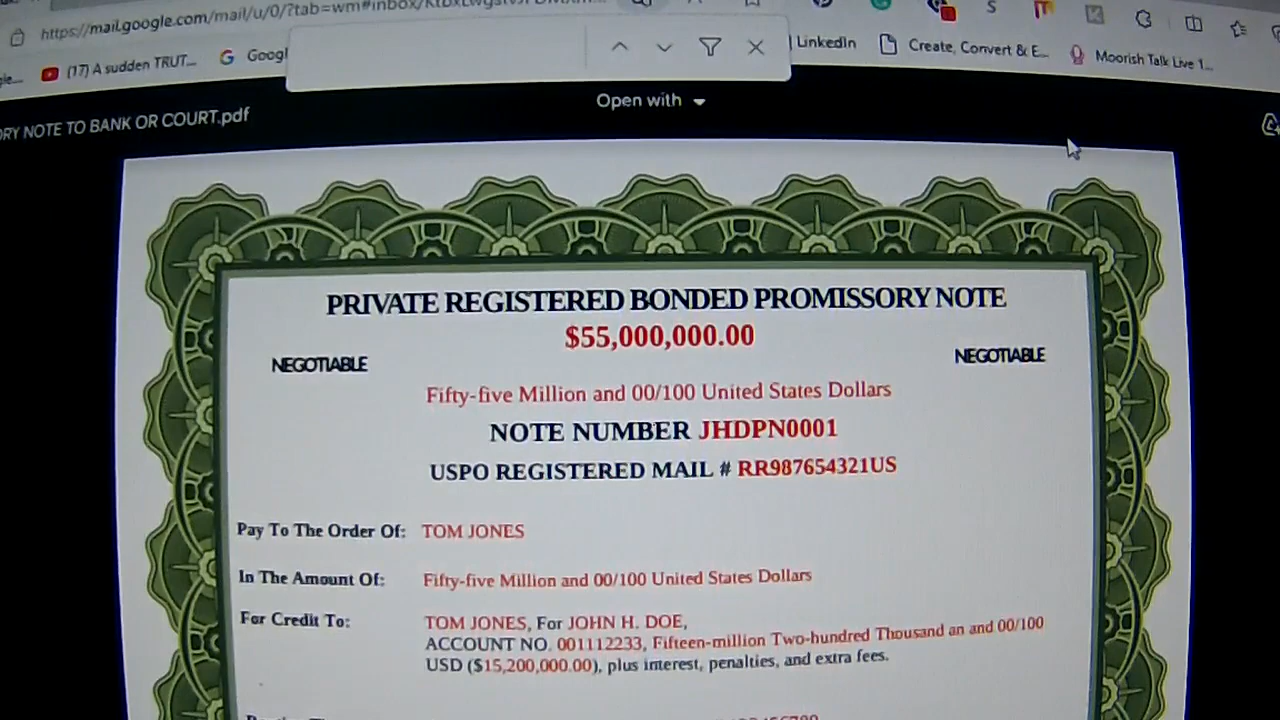 https://mail.google.com/mail/u/0/?tab=wm#inbox/
(17) A sudden TRUT...
Googl
LinkedIn
Create, Convert & E...
Moorish Talk Live 1...
RY NOTE TO BANK OR COURT.pdf
Open with
PRIVATE REGISTERED BONDED PROMISSORY NOTE
$55,000,000.00
NEGOTIABLE NEGOTIABLE
Fifty-five Million and 00/100 United States Dollars
NOTE NUMBER JHDPN0001
USPO REGISTERED MAIL # RR987654321US
Pay To The Order Of: TOM JONES
In The Amount Of: Fifty-five Million and 00/100 United States Dollars
For Credit To: TOM JONES, For JOHN H. DOE,
ACCOUNT NO. 001112233, Fifteen-million Two-hundred Thousand an and 00/100
USD ($15,200,000.00), plus interest, penalties, and extra fees.